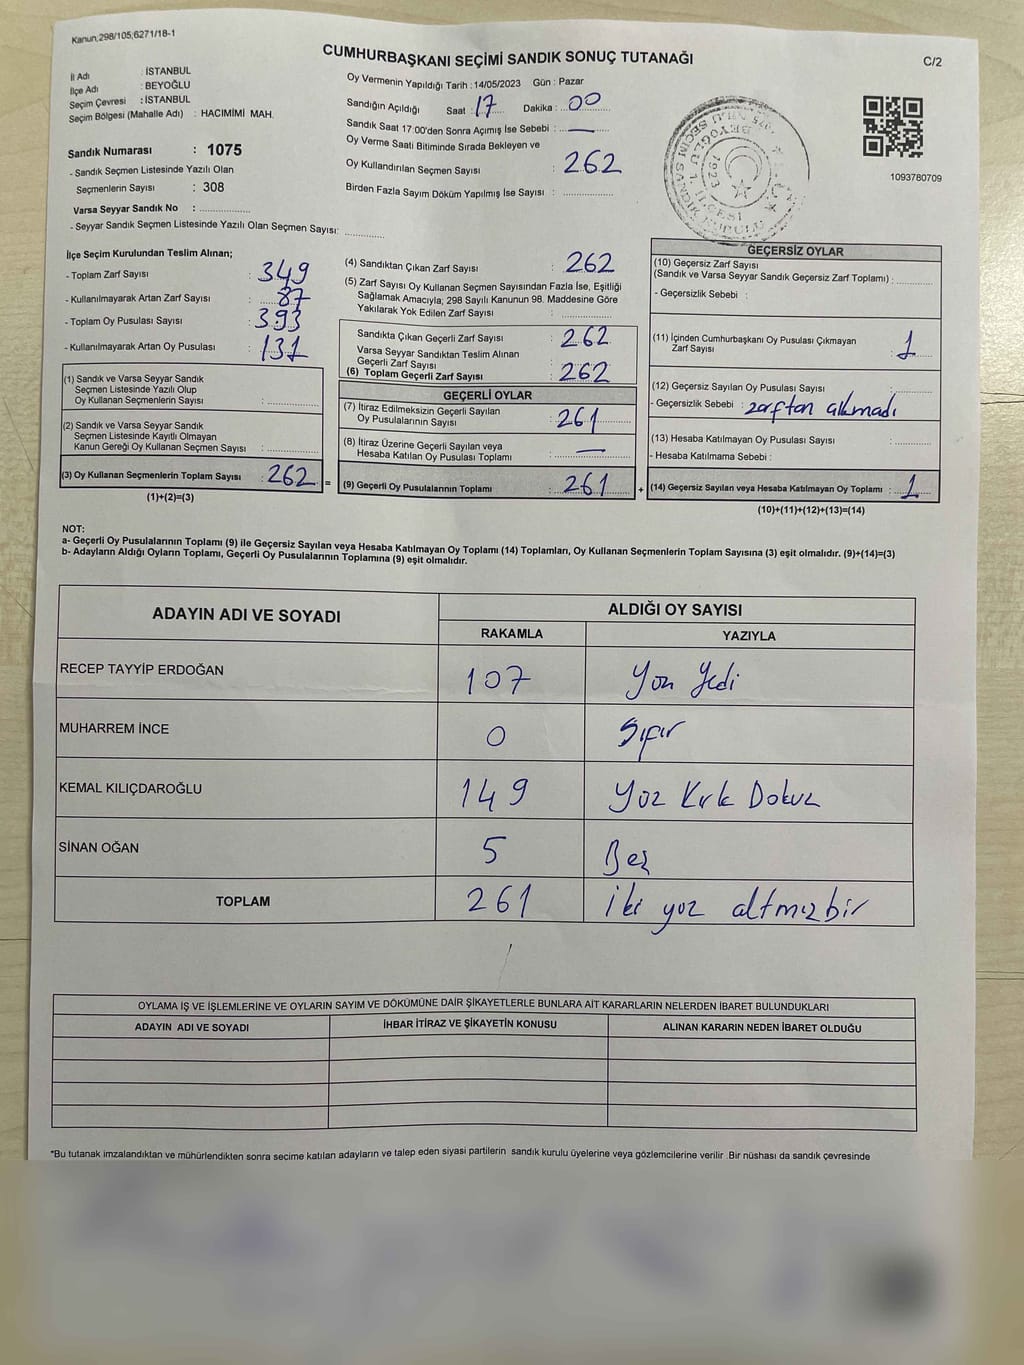 Kanun;298/105;6271/18-1
CUMHURBAŞKANI SEÇİMİ SANDIK SONUÇ TUTANAĞI
C/2
İl Adı : İSTANBUL
İlçe Adı : BEYOĞLU
Seçim Çevresi : İSTANBUL
Seçim Bölgesi (Mahalle Adı) : HACIMİMİ MAH.
Sandık Numarası : 1075
- Sandık Seçmen Listesinde Yazılı Olan
Seçmenlerin Sayısı : 308
Varsa Seyyar Sandık No :
- Seyyar Sandık Seçmen Listesinde Yazılı Olan Seçmen Sayısı:
Oy Vermenin Yapıldığı Tarih : 14/05/2023 Gün : Pazar
Sandığın Açıldığı Saat : 17 Dakika : 00
Sandık Saat 17:00'den Sonra Açımış İse Sebebi : —
Oy Verme Saati Bitiminde Sırada Bekleyen ve
Oy Kullandırılan Seçmen Sayısı : 262
Birden Fazla Sayım Döküm Yapılmış İse Sayısı :
1093780709
İlçe Seçim Kurulundan Teslim Alınan;
- Toplam Zarf Sayısı : 349
- Kullanılmayarak Artan Zarf Sayısı : 87
- Toplam Oy Pusulası Sayısı : 393
- Kullanılmayarak Artan Oy Pusulası : 131
(1) Sandık ve Varsa Seyyar Sandık
Seçmen Listesinde Yazılı Olup
Oy Kullanan Seçmenlerin Sayısı :
(2) Sandık ve Varsa Seyyar Sandık
Seçmen Listesinde Kayıtlı Olmayan
Kanun Gereği Oy Kullanan Seçmen Sayısı :
(3) Oy Kullanan Seçmenlerin Toplam Sayısı : 262
(1)+(2)=(3)
(4) Sandıktan Çıkan Zarf Sayısı : 262
(5) Zarf Sayısı Oy Kullanan Seçmen Sayısından Fazla İse, Eşitliği
Sağlamak Amacıyla; 298 Sayılı Kanunun 98. Maddesine Göre
Yakılarak Yok Edilen Zarf Sayısı :
Sandıkta Çıkan Geçerli Zarf Sayısı : 262
Varsa Seyyar Sandıktan Teslim Alınan
Geçerli Zarf Sayısı :
(6) Toplam Geçerli Zarf Sayısı : 262
GEÇERLİ OYLAR
(7) İtiraz Edilmeksizin Geçerli Sayılan
Oy Pusulalarının Sayısı : 261
(8) İtiraz Üzerine Geçerli Sayılan veya
Hesaba Katılan Oy Pusulası Toplamı : —
= (9) Geçerli Oy Pusulalarının Toplamı : 261
GEÇERSİZ OYLAR
(10) Geçersiz Zarf Sayısı
(Sandık ve Varsa Seyyar Sandık Geçersiz Zarf Toplamı) :
- Geçersizlik Sebebi :
(11) İçinden Cumhurbaşkanı Oy Pusulası Çıkmayan
Zarf Sayısı : 1
(12) Geçersiz Sayılan Oy Pusulası Sayısı :
- Geçersizlik Sebebi : zarftan çıkmadı
(13) Hesaba Katılmayan Oy Pusulası Sayısı :
- Hesaba Katılmama Sebebi :
+ (14) Geçersiz Sayılan veya Hesaba Katılmayan Oy Toplamı : 1
(10)+(11)+(12)+(13)=(14)
NOT:
a- Geçerli Oy Pusulalarının Toplamı (9) ile Geçersiz Sayılan veya Hesaba Katılmayan Oy Toplamı (14) Toplamları, Oy Kullanan Seçmenlerin Toplam Sayısına (3) eşit olmalıdır. (9)+(14)=(3)
b- Adayların Aldığı Oyların Toplamı, Geçerli Oy Pusulalarının Toplamına (9) eşit olmalıdır.
ADAYIN ADI VE SOYADI ALDIĞI OY SAYISI
RAKAMLA YAZIYLA
RECEP TAYYİP ERDOĞAN 107 Yüz Yedi
MUHARREM İNCE 0 Sıfır
KEMAL KILIÇDAROĞLU 149 Yüz Kırk Dokuz
SİNAN OĞAN 5 Beş
TOPLAM 261 iki yüz altmışbir
OYLAMA İŞ VE İŞLEMLERİNE VE OYLARIN SAYIM VE DÖKÜMÜNE DAİR ŞİKAYETLERLE BUNLARA AİT KARARLARIN NELERDEN İBARET BULUNDUKLARI
ADAYIN ADI VE SOYADI İHBAR İTİRAZ VE ŞİKAYETİN KONUSU ALINAN KARARIN NEDEN İBARET OLDUĞU
*Bu tutanak imzalandıktan ve mühürlendikten sonra seçime katılan adayların ve talep eden siyasi partilerin sandık kurulu üyelerine veya gözlemcilerine verilir .Bir nüshası da sandık çevresinde